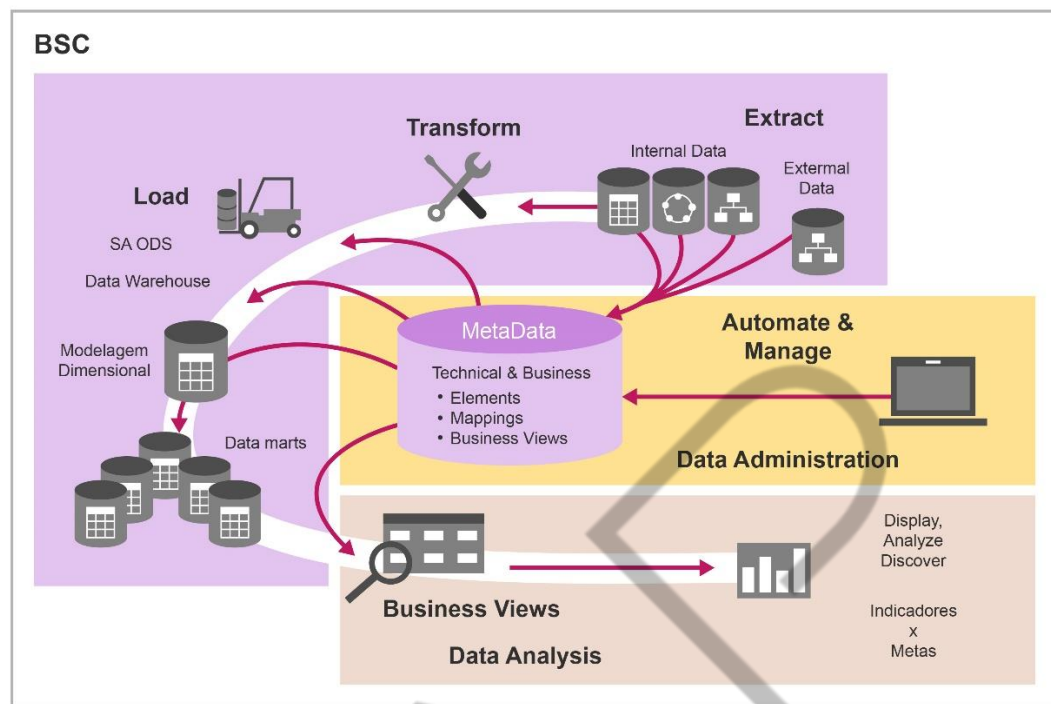 BSC
Extract
Transform
Internal Data
Extermal
Data
Load
SA ODS
Data Warehouse
Modelagem
Dimensional
Data marts
MetaData
Technical & Business
• Elements
• Mappings
• Business Views
Automate &
Manage
Data Administration
Business Views
Data Analysis
Display,
Analyze
Discover
Indicadores
x
Metas